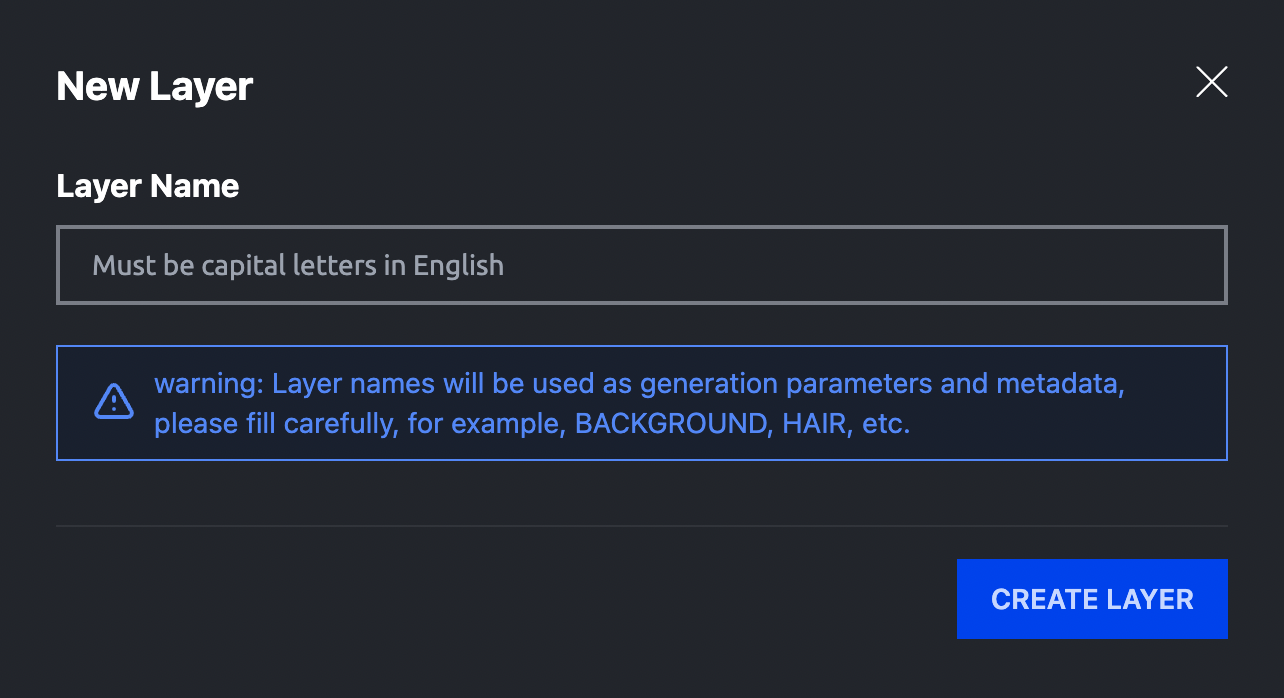 New Layer
Layer Name
Must be capital letters in English
warning: Layer names will be used as generation parameters and metadata,
please fill carefully, for example, BACKGROUND, HAIR, etc.
CREATE LAYER